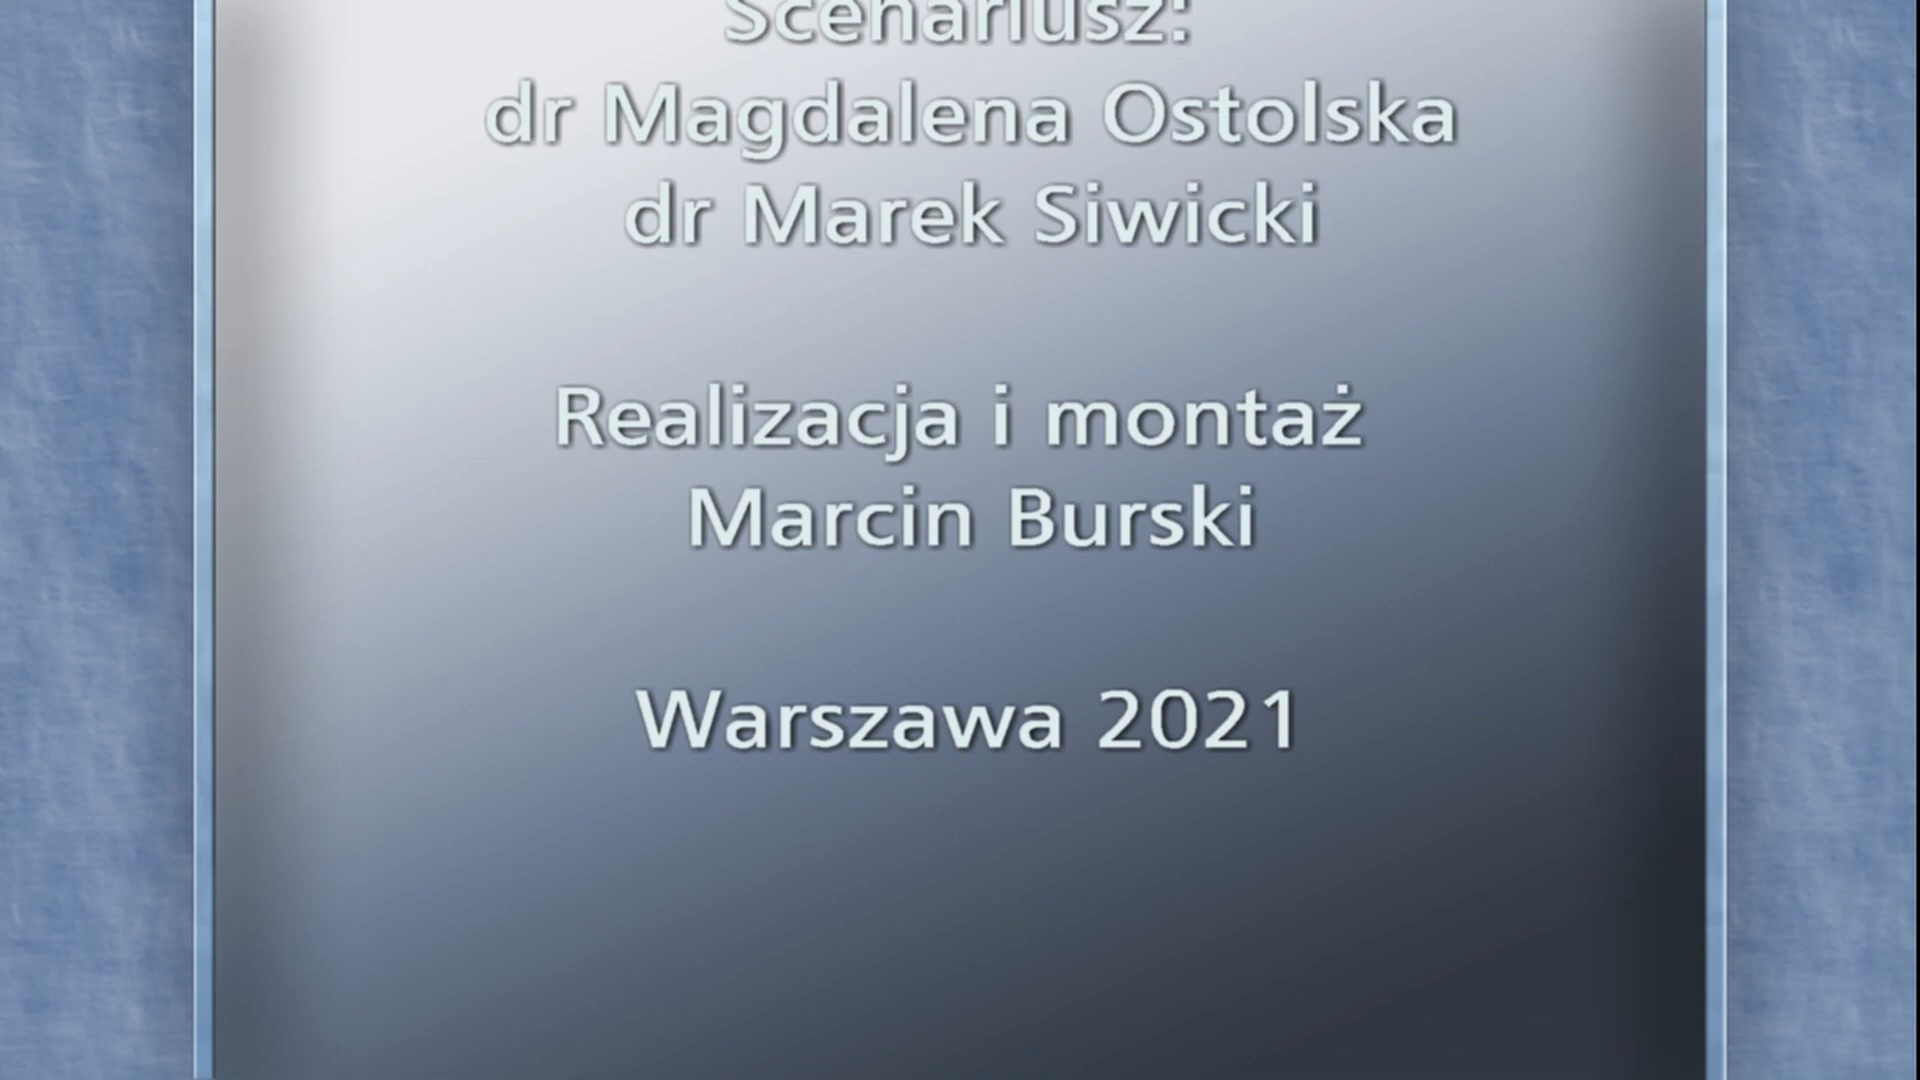 Scenariusz:
dr Magdalena Ostolska
dr Marek Siwicki
Realizacja i montaż
Marcin Burski
Warszawa 2021